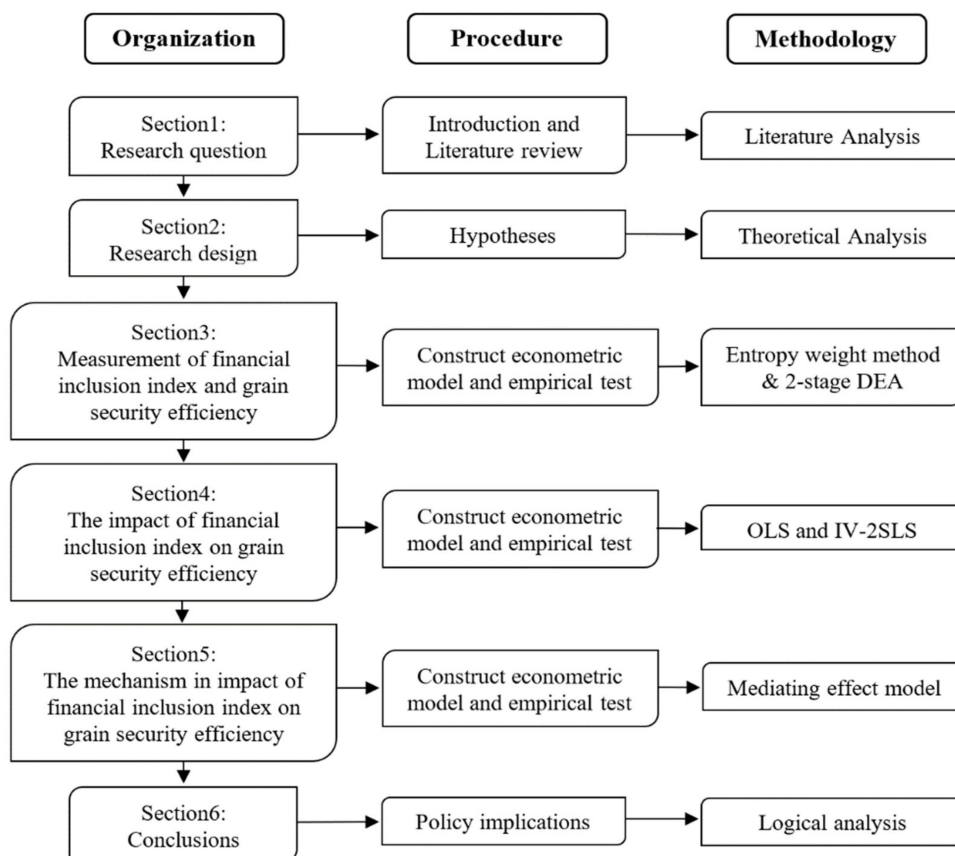 Organization
Procedure
Methodology
Section1:
Research question
Introduction and
Literature review
Literature Analysis
Section2:
Research design
Hypotheses
Theoretical Analysis
Section3:
Measurement of financial
inclusion index and grain
security efficiency
Construct econometric
model and empirical test
Entropy weight method
& 2-stage DEA
Section4:
The impact of financial
inclusion index on grain
security efficiency
Construct econometric
model and empirical test
OLS and IV-2SLS
Section5:
The mechanism in impact of
financial inclusion index on
grain security efficiency
Construct econometric
model and empirical test
Mediating effect model
Section6:
Conclusions
Policy implications
Logical analysis